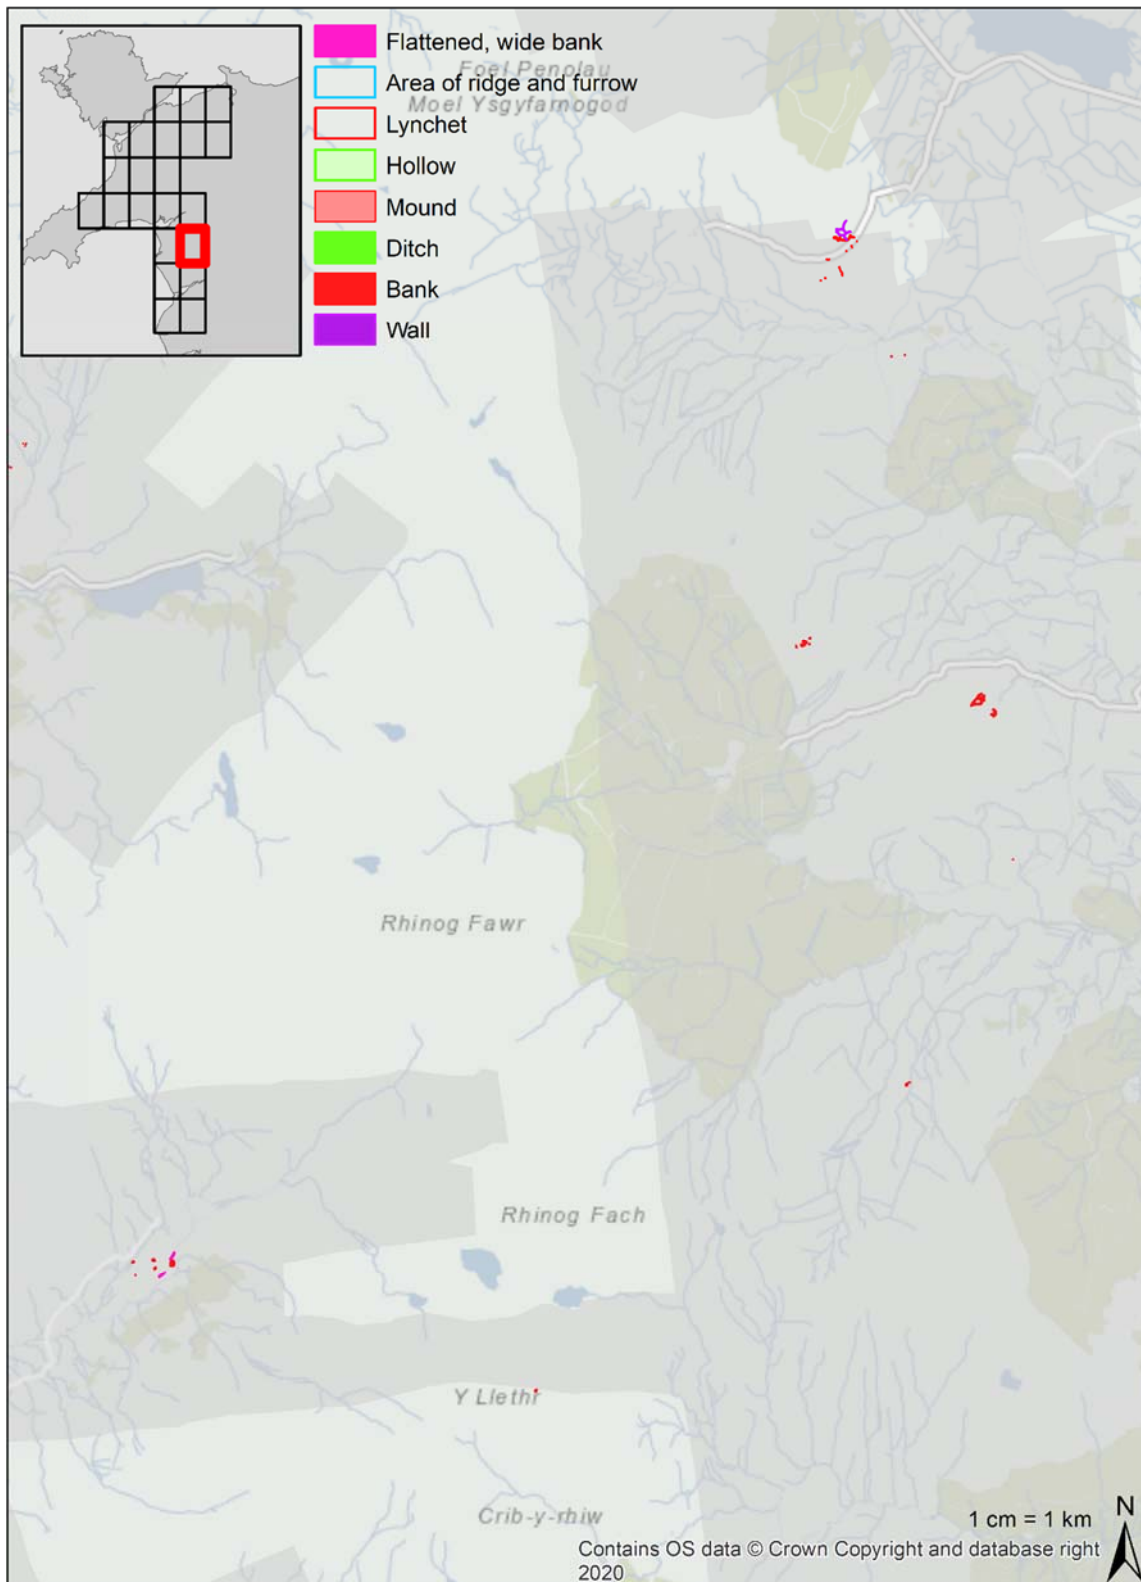 Flattened, wide bank
Foel Penolau
Area of ridge and furrow
Moel Ysgyfarnogod
Lynchet
Hollow
Mound
Ditch
Bank
Wall
Rhinog Fawr
Rhinog Fach
Y Llethr
Crib-y-rhiw
1 cm = 1 km
N
Contains OS data © Crown Copyright and database right
2020